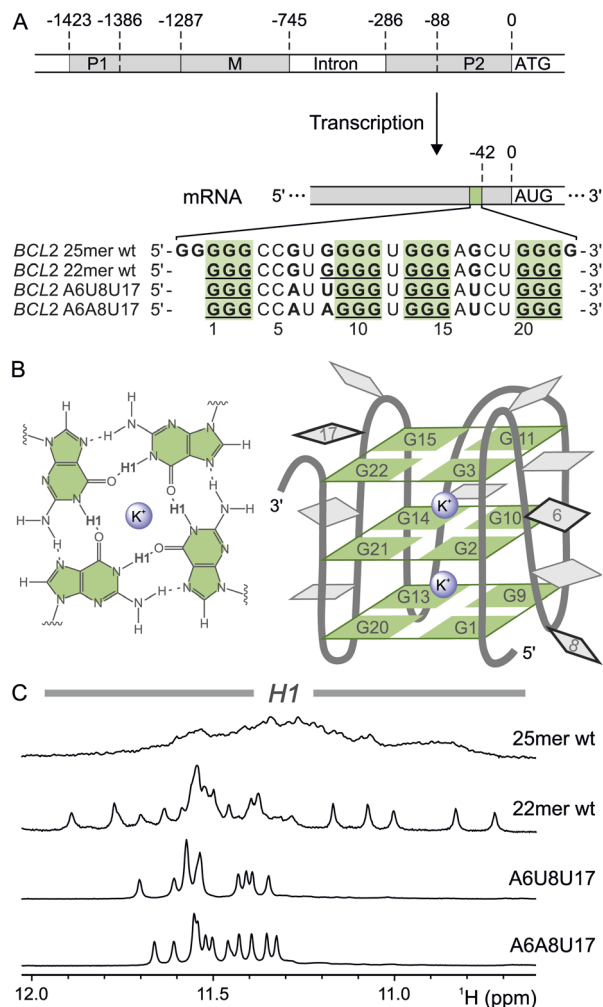 A
-1423 -1386 -1287 -745 -286 -88 0
P1 M Intron P2 ATG
Transcription
-42 0
mRNA 5' ••• AUG ••• 3'
BCL2 25mer wt 5'- GGGGGCCGUGGGGUGGGAGCUGGGG -3'
BCL2 22mer wt 5'- GGGCCGUGGGGUGGGAGCUGGG -3'
BCL2 A6U8U17 5'- GGGCCAUUGGGUGGGAUCUGGG -3'
BCL2 A6A8U17 5'- GGGCCAUAGGGUGGGAUCUGGG -3'
1 5 10 15 20
B
H N N H N
H N N N N
N O H H1 N N H
N H1 O N H
H N H K+ H1 N
H H1 O N N
O H1 N N H
N N N H N
H N N H
17 G15 G11
G22 G3
3' G14 K+ G10 6
G21 G2
G13 K+ G9
G20 G1 5' 8
C
H1
25mer wt
22mer wt
A6U8U17
A6A8U17
12.0 11.5 11.0 ¹H (ppm)